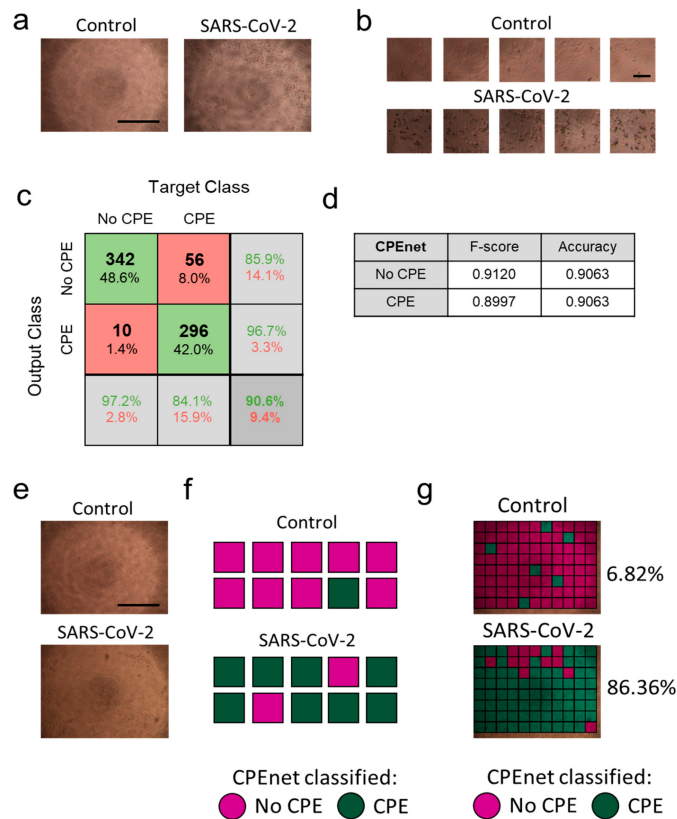 a
Control
SARS-CoV-2
b
Control
SARS-CoV-2
c
Target Class
No CPE
CPE
Output Class
No CPE
342
48.6%
56
8.0%
85.9%
14.1%
CPE
10
1.4%
296
42.0%
96.7%
3.3%
97.2%
2.8%
84.1%
15.9%
90.6%
9.4%
d
CPEnet F-score Accuracy
No CPE 0.9120 0.9063
CPE 0.8997 0.9063
e
Control
SARS-CoV-2
f
Control
SARS-CoV-2
CPEnet classified:
No CPE CPE
g
Control
6.82%
SARS-CoV-2
86.36%
CPEnet classified:
No CPE CPE